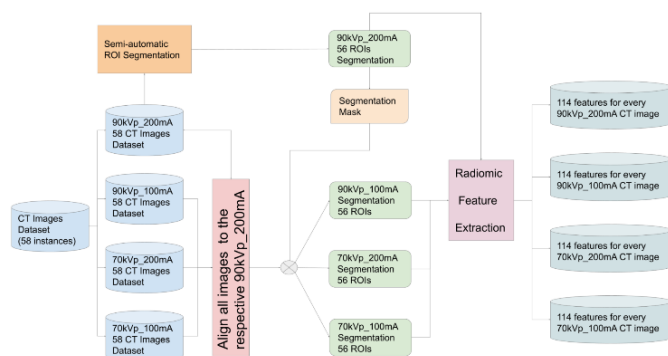 Semi-automatic
ROI Segmentation
90kVp_200mA
56 ROIs
Segmentation
Segmentation
Mask
CT Images
Dataset
(58 instances)
90kVp_200mA
58 CT Images
Dataset
90kVp_100mA
58 CT Images
Dataset
70kVp_200mA
58 CT Images
Dataset
70kVp_100mA
58 CT Images
Dataset
Align all images to the
respective 90kVp_200mA
90kVp_100mA
Segmentation
56 ROIs
70kVp_200mA
Segmentation
56 ROIs
70kVp_100mA
Segmentation
56 ROIs
Radiomic
Feature
Extraction
114 features for every
90kVp_200mA CT image
114 features for every
90kVp_100mA CT image
114 features for every
70kVp_200mA CT image
114 features for every
70kVp_100mA CT image